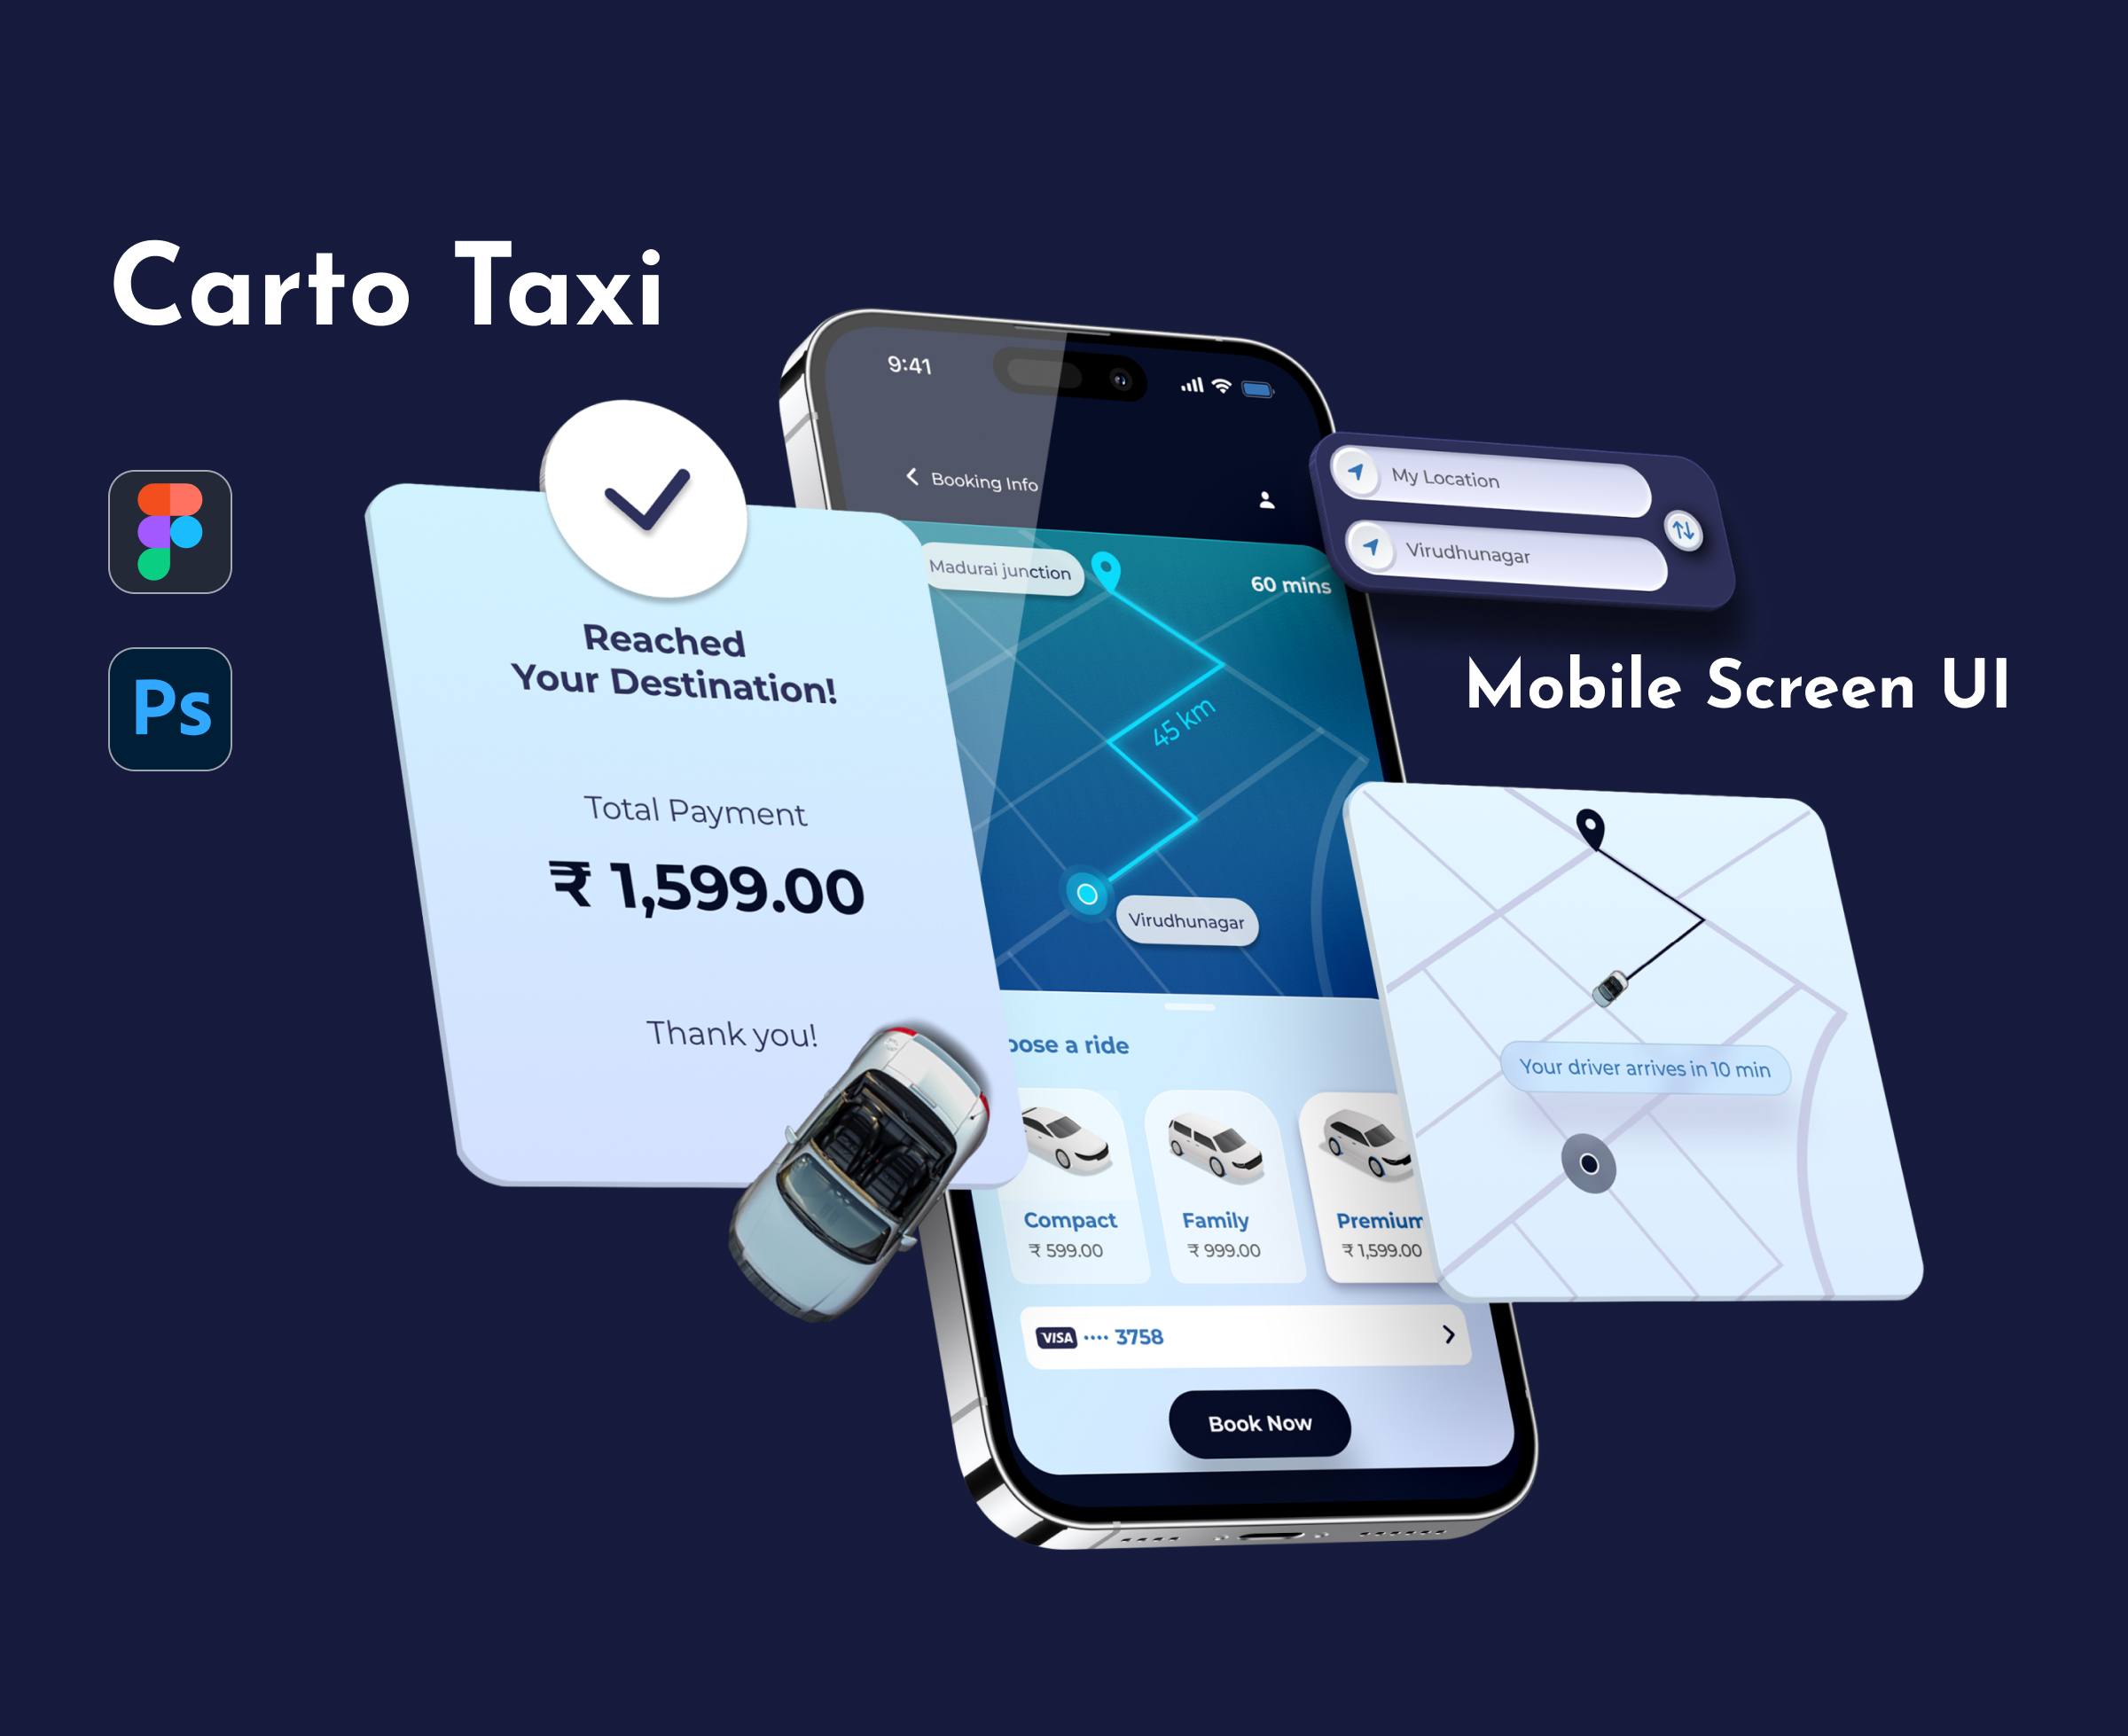 Carto Taxi
Ps
Reached
Your Destination!
Total Payment
₹ 1,599.00
Thank you!
9:41
Booking Info
Madurai junction
60 mins
45 km
Virudhunagar
oose a ride
Compact
₹ 599.00
Family
₹ 999.00
Premium
₹ 1,599.00
VISA •••• 3758
Book Now
My Location
Virudhunagar
Mobile Screen UI
Your driver arrives in 10 min